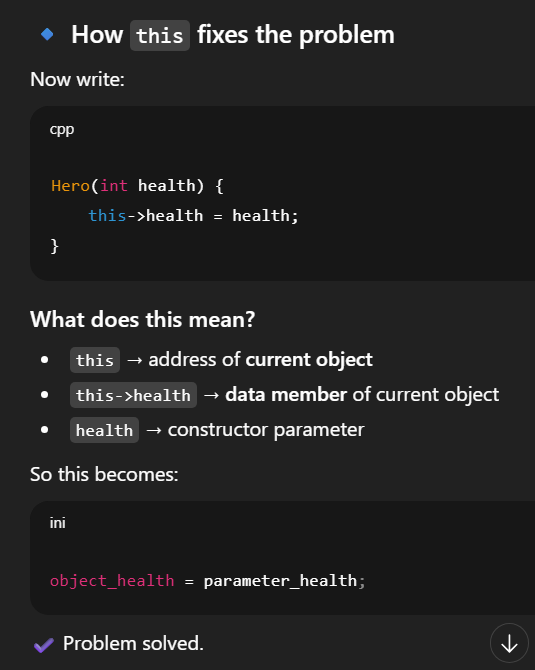 How this fixes the problem
Now write:
cpp
Hero(int health) {
    this->health = health;
}
What does this mean?
• this → address of current object
• this->health → data member of current object
• health → constructor parameter
So this becomes:
ini
object_health = parameter_health;
✔ Problem solved.